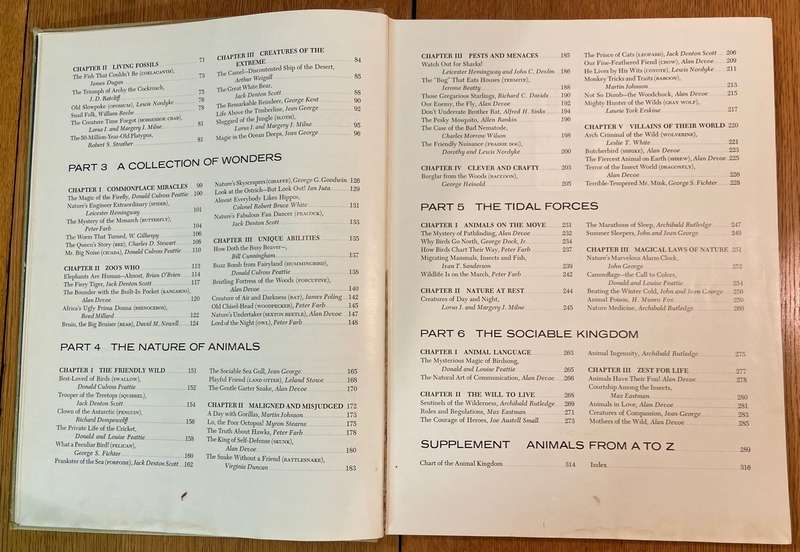 CHAPTER II LIVING FOSSILS 71
The Fish That Couldn't Be (COELACANTH),
James Dugan 73
The Triumph of Archy the Cockroach,
J. D. Ratcliff 75
Old Slowpoke (OPOSSUM), Lewis Nordyke 76
Snail Folk, William Beebe 78
The Creature Time Forgot (HORSESHOE CRAB),
Lorus I. and Margery J. Milne 81
The 50-Million-Year-Old Platypus,
Robert S. Strather 81
CHAPTER III CREATURES OF THE
EXTREME 84
The Camel—Discontented Ship of the Desert,
Arthur Weigall 85
The Great White Bear,
Jack Denton Scott 88
The Remarkable Reindeer, George Kent 90
Life Above the Timberline, Jean George 92
Sluggard of the Jungle (SLOTH),
Lorus I. and Margery J. Milne 95
Magic in the Ocean Deeps, Jean George 96
PART 3 A COLLECTION OF WONDERS
CHAPTER I COMMONPLACE MIRACLES 99
The Magic of the Firefly, Donald Culross Peattie 100
Nature's Engineer Extraordinary (SPIDER),
Leicester Hemingway 101
The Mystery of the Monarch (BUTTERFLY),
Peter Farb 104
The Worm That Turned, W. Gillespy 106
The Queen's Story (BEE), Charles D. Stewart 108
Mr. Big Noise (CICADA), Donald Culross Peattie 110
CHAPTER II ZOO'S WHO 113
Elephants Are Human—Almost, Brian O'Brien 114
The Fiery Tiger, Jack Denton Scott 117
The Bounder with the Built-In Pocket (KANGAROO),
Alan Devoe 120
Africa's Ugly Prima Donna (RHINOCEROS),
Reed Millard 122
Bruin, the Big Bruiser (BEAR), David M. Newell 124
Nature's Skyscrapers (GIRAFFE), George G. Goodwin 126
Look at the Ostrich—But Look Out! Ian Juta 129
Almost Everybody Likes Hippos,
Colonel Robert Bruce White 131
Nature's Fabulous Fan Dancer (PEACOCK),
Jack Denton Scott 133
CHAPTER III UNIQUE ABILITIES 135
How Doth the Busy Beaver—,
Bill Cunningham 137
Buzz Bomb from Fairyland (HUMMINGBIRD),
Donald Culross Peattie 138
Bristling Fortress of the Woods (PORCUPINE),
Alan Devoe 140
Creature of Air and Darkness (BAT), James Poling 142
Old Chisel-Head (WOODPECKER), Peter Farb 145
Nature's Undertaker (SEXTON BEETLE), Alan Devoe 147
Lord of the Night (OWL), Peter Farb 148
PART 4 THE NATURE OF ANIMALS
CHAPTER I THE FRIENDLY WILD 151
Best-Loved of Birds (SWALLOW),
Donald Culross Peattie 152
Trooper of the Treetops (SQUIRREL),
Jack Denton Scott 154
Clown of the Antarctic (PENGUIN),
Richard Dempewolff 156
The Private Life of the Cricket,
Donald and Louise Peattie 158
What a Peculiar Bird! (PELICAN),
George S. Fichter 160
Prankster of the Sea (PORPOISE), Jack Denton Scott 162
The Sociable Sea Gull, Jean George 165
Playful Friend (LAND OTTER), Leland Stowe 168
The Gentle Garter Snake, Alan Devoe 170
CHAPTER II MALIGNED AND MISJUDGED 172
A Day with Gorillas, Martin Johnson 173
Lo, the Poor Octopus! Myron Stearns 175
The Truth About Hawks, Peter Farb 178
The King of Self-Defense (SKUNK),
Alan Devoe 180
The Snake Without a Friend (RATTLESNAKE),
Virginia Duncan 183
CHAPTER III PESTS AND MENACES 185
Watch Out for Sharks!
Leicester Hemingway and John C. Devlin 186
The "Bug" That Eats Houses (TERMITE),
Jerome Beatty 188
Those Gregarious Starlings, Richard C. Davids 190
Our Enemy, the Fly, Alan Devoe 192
Don't Underrate Brother Rat, Alfred H. Sinks 194
The Pesky Mosquito, Allen Rankin 196
The Case of the Bad Nematode,
Charles Morrow Wilson 198
The Friendly Nuisance (PRAIRIE DOG),
Dorothy and Lewis Nordyke 200
CHAPTER IV CLEVER AND CRAFTY 203
Burglar from the Woods (RACCOON),
George Heinold 205
The Prince of Cats (LEOPARD), Jack Denton Scott 206
Our Fine-Feathered Fiend (CROW), Alan Devoe 209
He Lives by His Wits (COYOTE), Lewis Nordyke 211
Monkey Tricks and Traits (BABOON),
Martin Johnson 213
Not So Dumb—the Woodchuck, Alan Devoe 215
Mighty Hunter of the Wilds (GRAY WOLF),
Laurie York Erskine 217
CHAPTER V VILLAINS OF THEIR WORLD 220
Arch Criminal of the Wild (WOLVERINE),
Leslie T. White 221
Butcherbird (SHRIKE), Alan Devoe 223
The Fiercest Animal on Earth (SHREW), Alan Devoe 225
Terror of the Insect World (DRAGONFLY),
Alan Devoe 226
Terrible-Tempered Mr. Mink, George S. Fichter 228
PART 5 THE TIDAL FORCES
CHAPTER I ANIMALS ON THE MOVE 231
The Mystery of Pathfinding, Alan Devoe 232
Why Birds Go North, George Dock, Jr. 234
How Birds Chart Their Way, Peter Farb 237
Migrating Mammals, Insects and Fish,
Ivan T. Sanderson 239
Wildlife Is on the March, Peter Farb 242
CHAPTER II NATURE AT REST 244
Creatures of Day and Night,
Lorus I. and Margery J. Milne 245
The Marathons of Sleep, Archibald Rutledge 247
Summer Sleepers, John and Jean George 249
CHAPTER III MAGICAL LAWS OF NATURE 251
Nature's Marvelous Alarm Clock,
John George 252
Camouflage—the Call to Colors,
Donald and Louise Peattie 254
Beating the Winter Cold, John and Jean George 256
Animal Poison, H. Munro Fox
Nature Medicine, Archibald Rutledge
PART 6 THE SOCIABLE KINGDOM
CHAPTER I ANIMAL LANGUAGE 263
The Mysterious Magic of Birdsong,
Donald and Louise Peattie 265
The Natural Art of Communication, Alan Devoe 266
CHAPTER II THE WILL TO LIVE 268
Sentinels of the Wilderness, Archibald Rutledge 269
Rules and Regulations, Max Eastman 271
The Courage of Heroes, Joe Austell Small 273
Animal Ingenuity, Archibald Rutledge 275
CHAPTER III ZEST FOR LIFE 277
Animals Have Their Fun! Alan Devoe 278
Courtship Among the Insects,
Max Eastman 280
Animals in Love, Alan Devoe 281
Creatures of Compassion, Jean George 283
Mothers of the Wild, Alan Devoe 285
SUPPLEMENT ANIMALS FROM A TO Z 289
Chart of the Animal Kingdom 314
Index 316